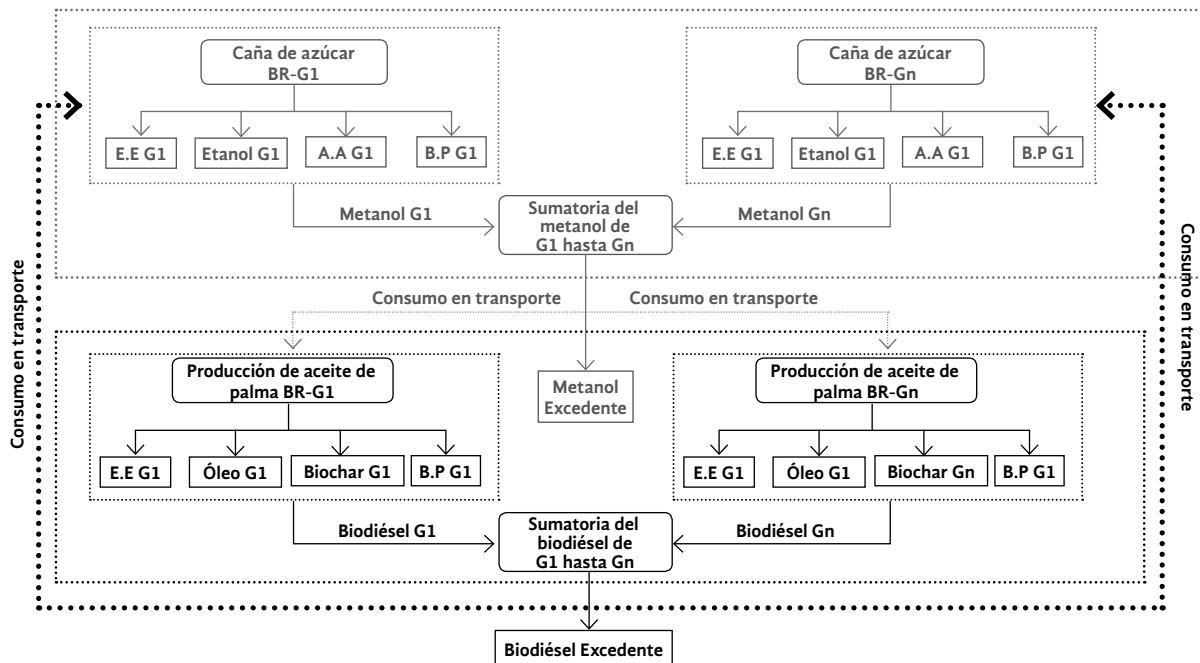 Caña de azúcar
BR-G1
Caña de azúcar
BR-Gn
E.E G1
Etanol G1
A.A G1
B.P G1
E.E G1
Etanol G1
A.A G1
B.P G1
Metanol G1
Sumatoria del
metanol de
G1 hasta Gn
Metanol Gn
Consumo en transporte
Consumo en transporte
Consumo en transporte
Consumo en transporte
Producción de aceite de
palma BR-G1
Metanol
Excedente
Producción de aceite de
palma BR-Gn
E.E G1
Óleo G1
Biochar G1
B.P G1
E.E G1
Óleo G1
Biochar Gn
B.P G1
Biodiésel G1
Sumatoria del
biodiésel de
G1 hasta Gn
Biodiésel Gn
Biodiésel Excedente